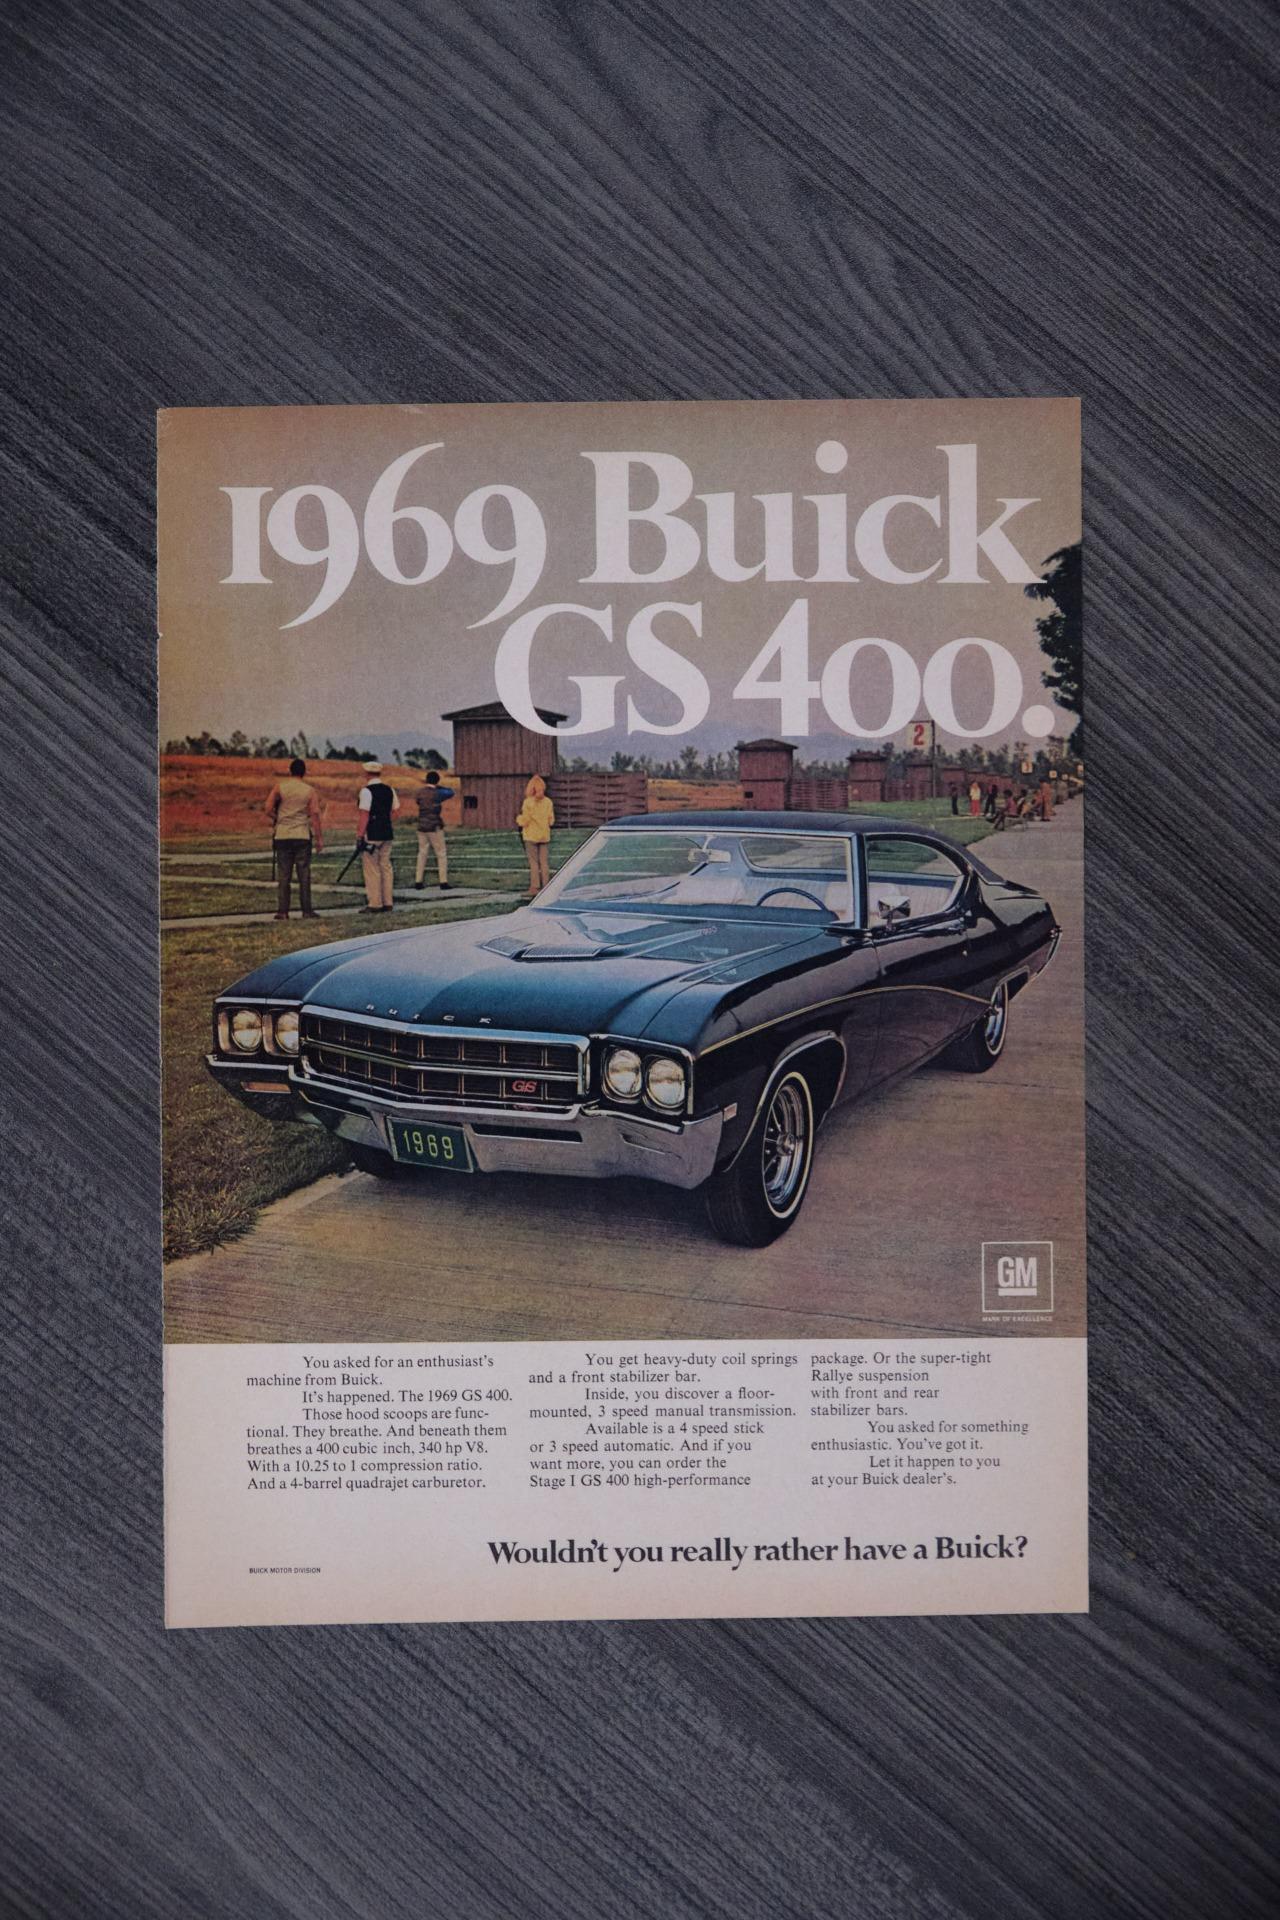 1969 Buick
GS 400.
2
BUICK
GS
1969
GM
MARK OF EXCELLENCE
You asked for an enthusiast's
machine from Buick.
It's happened. The 1969 GS 400.
Those hood scoops are func-
tional. They breathe. And beneath them
breathes a 400 cubic inch, 340 hp V8.
With a 10.25 to 1 compression ratio.
And a 4-barrel quadrajet carburetor.
You get heavy-duty coil springs
and a front stabilizer bar.
Inside, you discover a floor-
mounted, 3 speed manual transmission.
Available is a 4 speed stick
or 3 speed automatic. And if you
want more, you can order the
Stage I GS 400 high-performance
package. Or the super-tight
Rallye suspension
with front and rear
stabilizer bars.
You asked for something
enthusiastic. You've got it.
Let it happen to you
at your Buick dealer's.
Wouldn't you really rather have a Buick?
BUICK MOTOR DIVISION